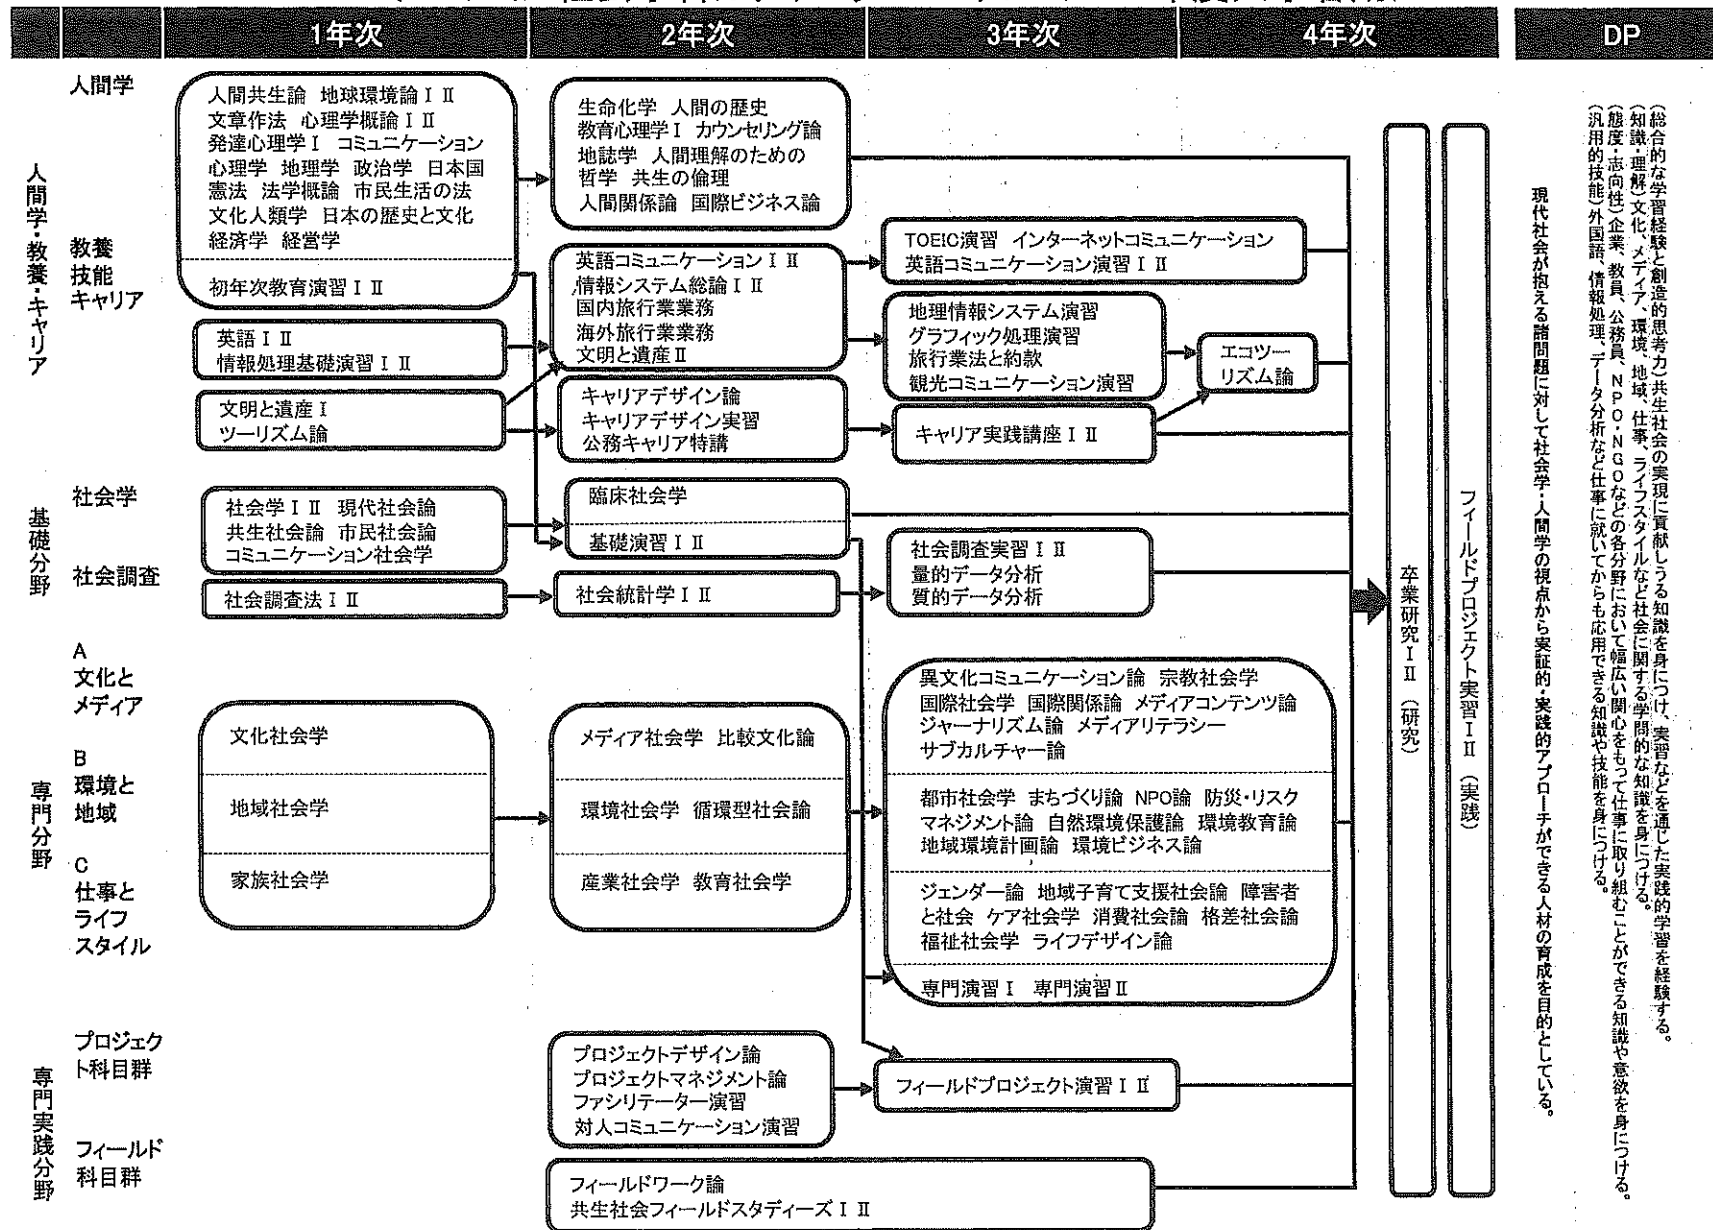 1年次
2年次
3年次
4年次
DP
人間学・教養・キャリア
人間学
人間共生論 地球環境論ⅠⅡ
文章作法 心理学概論ⅠⅡ
発達心理学Ⅰ コミュニケーション
心理学 地理学 政治学 日本国
憲法 法学概論 市民生活の法
文化人類学 日本の歴史と文化
経済学 経営学
初年次教育演習ⅠⅡ
生命化学 人間の歴史
教育心理学Ⅰ カウンセリング論
地誌学 人間理解のための
哲学 共生の倫理
人間関係論 国際ビジネス論
教養
技能
キャリア
英語ⅠⅡ
情報処理基礎演習ⅠⅡ
文明と遺産Ⅰ
ツーリズム論
英語コミュニケーションⅠⅡ
情報システム総論ⅠⅡ
国内旅行業業務
海外旅行業業務
文明と遺産Ⅱ
キャリアデザイン論
キャリアデザイン実習
公務キャリア特講
TOEIC演習 インターネットコミュニケーション
英語コミュニケーション演習ⅠⅡ
地理情報システム演習
グラフィック処理演習
旅行業法と約款
観光コミュニケーション演習
キャリア実践講座ⅠⅡ
エコツー
リズム論
基礎分野
社会学
社会学ⅠⅡ 現代社会論
共生社会論 市民社会論
コミュニケーション社会学
臨床社会学
基礎演習ⅠⅡ
社会調査
社会調査法ⅠⅡ
社会統計学ⅠⅡ
社会調査実習ⅠⅡ
量的データ分析
質的データ分析
専門分野
A
文化と
メディア
文化社会学
メディア社会学 比較文化論
異文化コミュニケーション論 宗教社会学
国際社会学 国際関係論 メディアコンテンツ論
ジャーナリズム論 メディアリテラシー
サブカルチャー論
B
環境と
地域
地域社会学
環境社会学 循環型社会論
都市社会学 まちづくり論 NPO論 防災・リスク
マネジメント論 自然環境保護論 環境教育論
地域環境計画論 環境ビジネス論
C
仕事と
ライフ
スタイル
家族社会学
産業社会学 教育社会学
ジェンダー論 地域子育て支援社会論 障害者
と社会 ケア社会学 消費社会論 格差社会論
福祉社会学 ライフデザイン論
専門演習Ⅰ 専門演習Ⅱ
専門実践分野
プロジェク
ト科目群
プロジェクトデザイン論
プロジェクトマネジメント論
ファシリテーター演習
対人コミュニケーション演習
フィールドプロジェクト演習ⅠⅡ
フィールド
科目群
フィールドワーク論
共生社会フィールドスタディーズⅠⅡ
卒業研究ⅠⅡ(研究)
フィールドプロジェクト実習ⅠⅡ(実践)
(総合的な学習経験と創造的思考力)共生社会の実現に貢献しうる知識を身につけ、実習などを通じた実践的学習を経験する。
(知識・理解)文化、メディア、環境、地域、仕事、ライフスタイルなど社会に関する学問的な知識を身につける。
(態度・志向性)企業、教員、公務員、NPO・NGOなどの各分野において幅広い関心をもって仕事に取り組むことができる知識や意欲を身につける。
(汎用的技能)外国語、情報処理、データ分析など仕事に就いてからも応用できる知識や技能を身につける。
現代社会が抱える諸問題に対して社会学・人間学の視点から実証的・実践的アプローチができる人材の育成を目的としている。